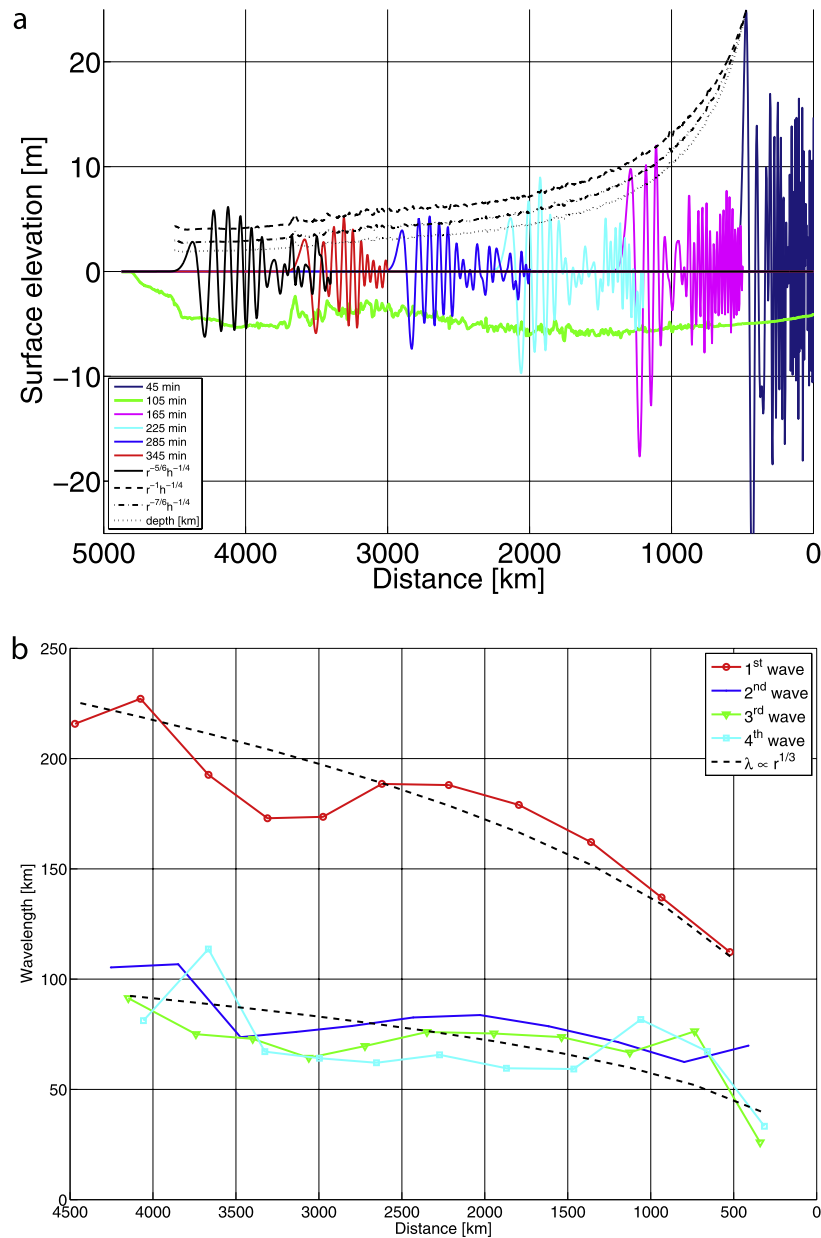 a
Surface elevation [m]
20
10
0
−10
−20
45 min
105 min
165 min
225 min
285 min
345 min
r−5/6h−1/4
r−1h−1/4
r−7/6h−1/4
depth [km]
5000 4000 3000 2000 1000 0
Distance [km]
b
Wavelength [km]
250
200
150
100
50
0
1st wave
2nd wave
3rd wave
4th wave
λ ∝ r1/3
4500 4000 3500 3000 2500 2000 1500 1000 500 0
Distance [km]